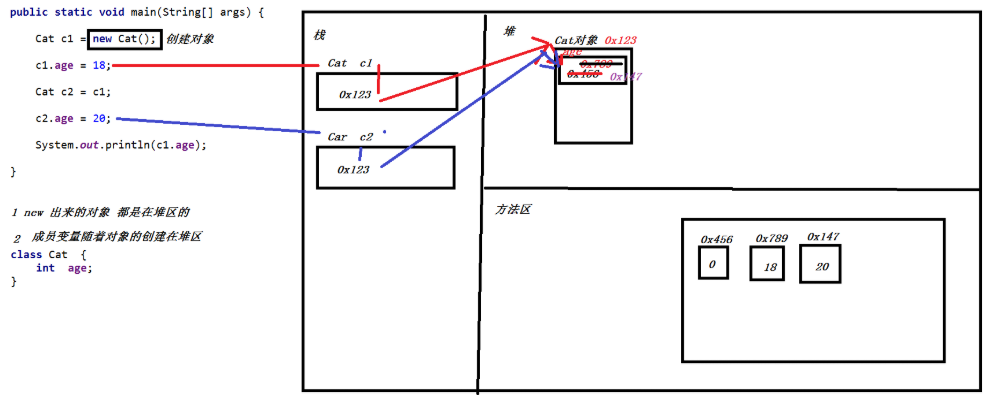 public static void main(String[] args) {
Cat c1 = new Cat(); 创建对象
c1.age = 18;
Cat c2 = c1;
c2.age = 20;
System.out.println(c1.age);
}
1 new 出来的对象 都是在堆区的
2 成员变量随着对象的创建在堆区
class Cat {
int age;
}
栈
Cat c1
0x123
Car c2
0x123
堆
Cat对象 0x123
age
0x789
0x456 0x147
方法区
0x456 0x789 0x147
0 18 20